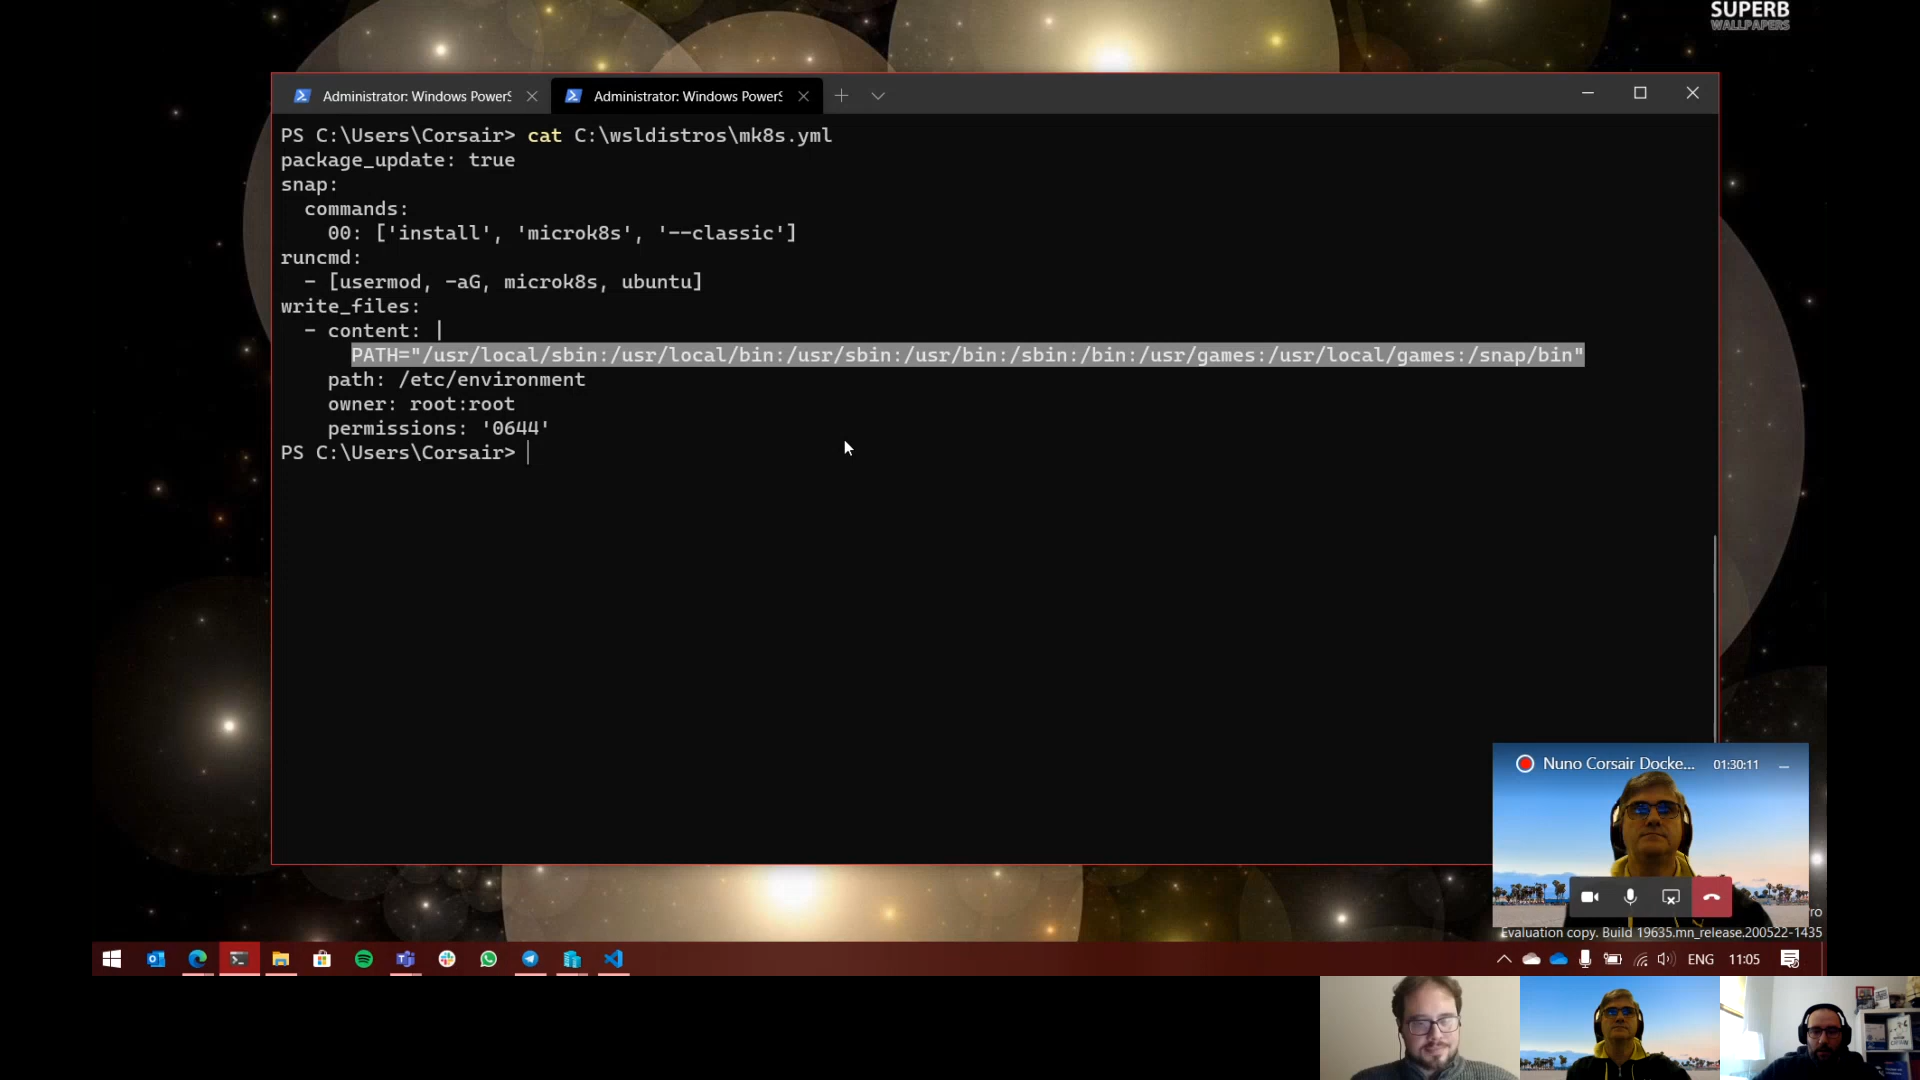 SUPERB
WALLPAPERS
Administrator: Windows PowerS
Administrator: Windows PowerS
PS C:\Users\Corsair> cat C:\wsldistros\mk8s.yml
package_update: true
snap:
  commands:
    00: ['install', 'microk8s', '--classic']
runcmd:
  - [usermod, -aG, microk8s, ubuntu]
write_files:
  - content: |
      PATH="/usr/local/sbin:/usr/local/bin:/usr/sbin:/usr/bin:/sbin:/bin:/usr/games:/usr/local/games:/snap/bin"
    path: /etc/environment
    owner: root:root
    permissions: '0644'
PS C:\Users\Corsair>
Nuno Corsair Docke... 01:30:11
ro
Evaluation copy. Build 19635.mn_release.200522-1435
ENG 11:05